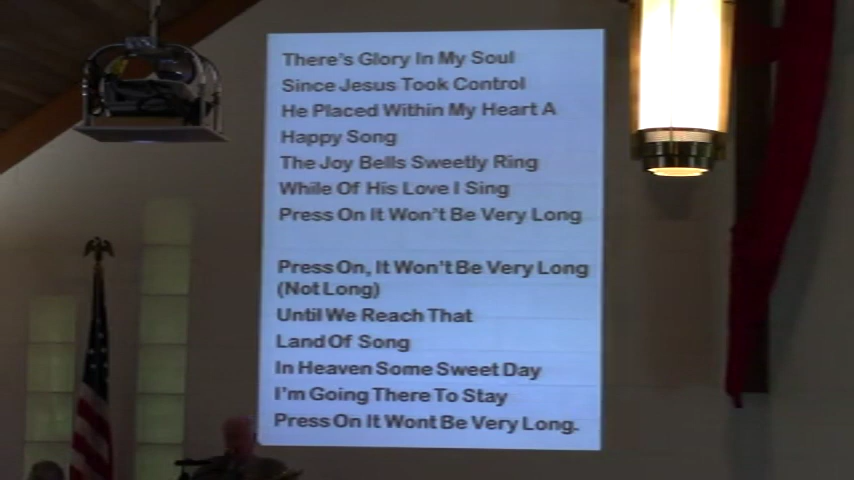 There's Glory In My Soul
Since Jesus Took Control
He Placed Within My Heart A
Happy Song
The Joy Bells Sweetly Ring
While Of His Love I Sing
Press On It Won't Be Very Long
Press On, It Won't Be Very Long
(Not Long)
Until We Reach That
Land Of Song
In Heaven Some Sweet Day
I'm Going There To Stay
Press On It Wont Be Very Long.